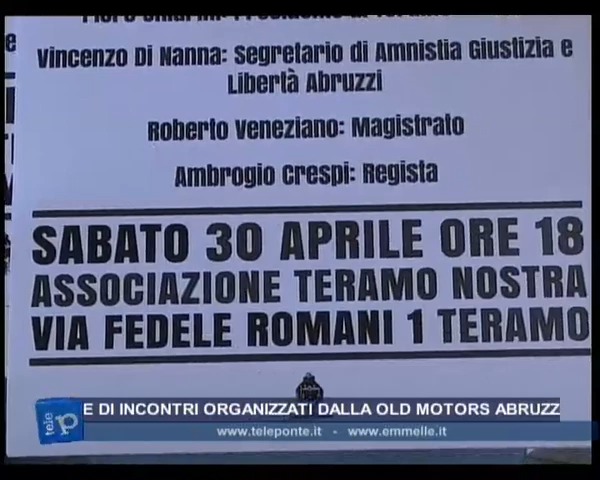 Vincenzo Di Nanna: Segretario di Amnistia Giustizia e
Libertà Abruzzi
Roberto Veneziano: Magistrato
Ambrogio Crespi: Regista
SABATO 30 APRILE ORE 18
ASSOCIAZIONE TERAMO NOSTRA
VIA FEDELE ROMANI 1 TERAMO
E DI INCONTRI ORGANIZZATI DALLA OLD MOTORS ABRUZZ
tele p
www.teleponte.it - www.emmelle.it